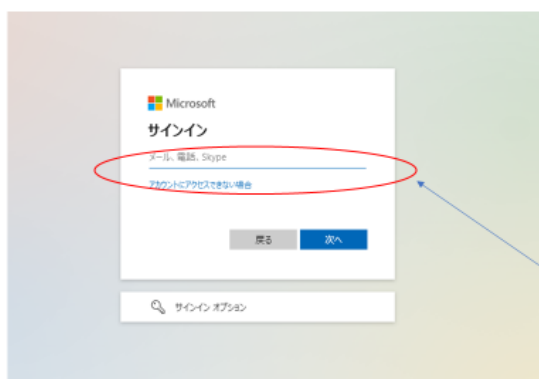 Microsoft
サインイン
メール、電話、Skype
アカウントにアクセスできない場合
戻る
次へ
サインイン オプション